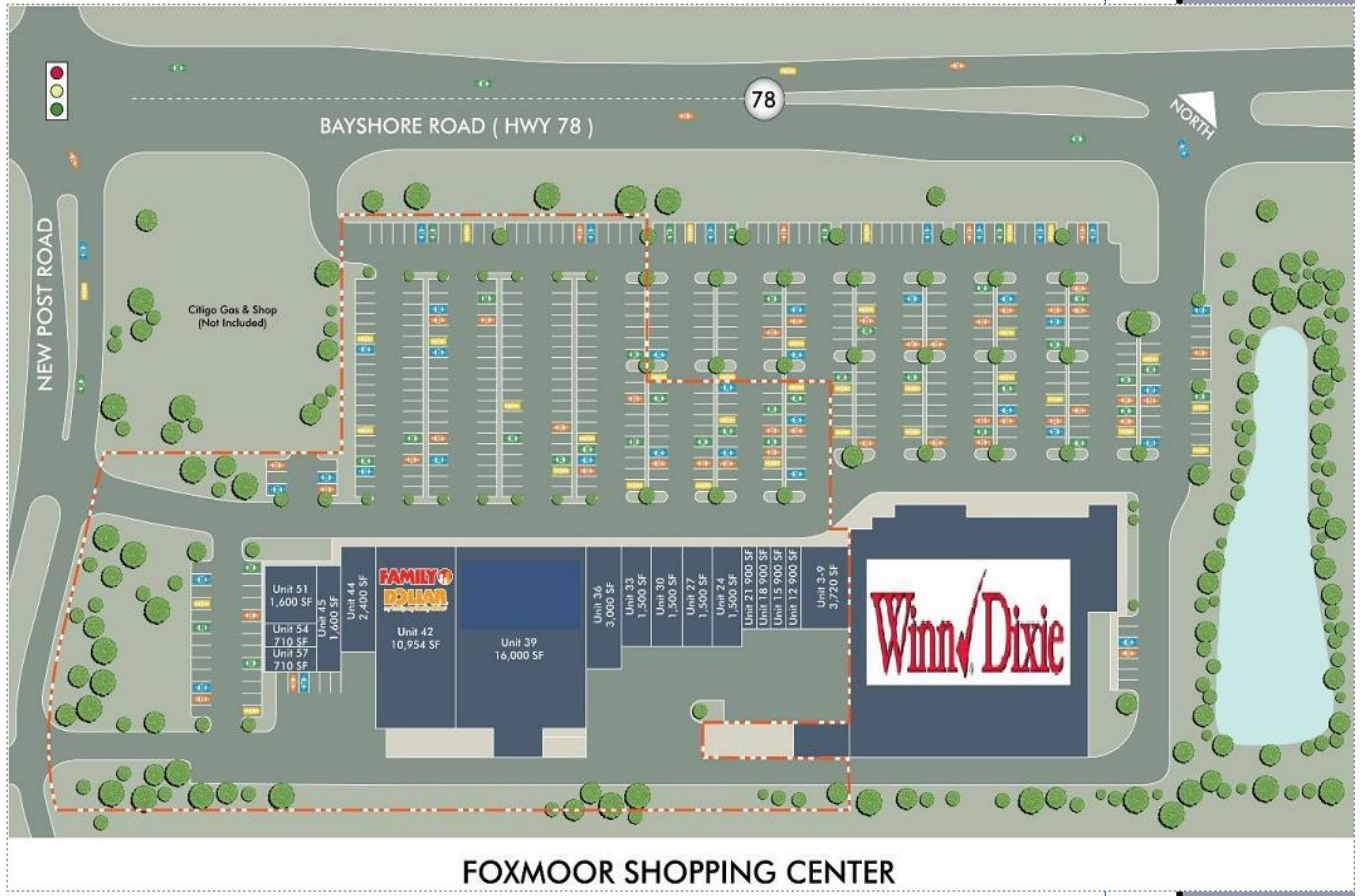 78
NORTH
BAYSHORE ROAD ( HWY 78 )
NEW POST ROAD
Citigo Gas & Shop
(Not Included)
Unit 51
1,600 SF
Unit 54
710 SF
Unit 57
710 SF
Unit 45
1,600 SF
Unit 44
2,400 SF
FAMILY
DOLLAR
Unit 42
10,954 SF
Unit 39
16,000 SF
Unit 36
3,000 SF
Unit 33
1,500 SF
Unit 30
1,500 SF
Unit 27
1,500 SF
Unit 24
1,500 SF
Unit 21 900 SF
Unit 18 900 SF
Unit 15 900 SF
Unit 12 900 SF
Unit 3-9
3,720 SF
Winn Dixie
FOXMOOR SHOPPING CENTER